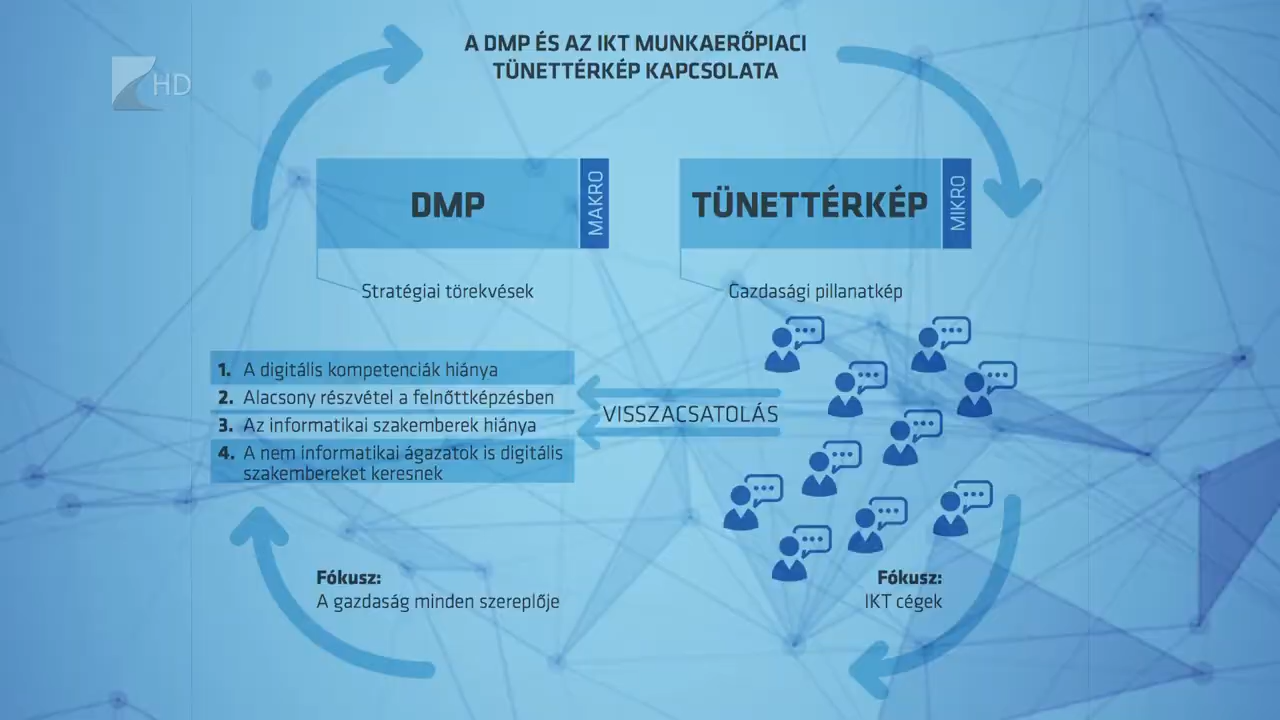 A DMP ÉS AZ IKT MUNKAERŐPIACI
TÜNETTÉRKÉP KAPCSOLATA
HD
DMP
MAKRO
TÜNETTÉRKÉP
MIKRO
Stratégiai törekvések
Gazdasági pillanatkép
1. A digitális kompetenciák hiánya
2. Alacsony részvétel a felnőttképzésben
3. Az informatikai szakemberek hiánya
4. A nem informatikai ágazatok is digitális
szakembereket keresnek
VISSZACSATOLÁS
Fókusz:
A gazdaság minden szereplője
Fókusz:
IKT cégek